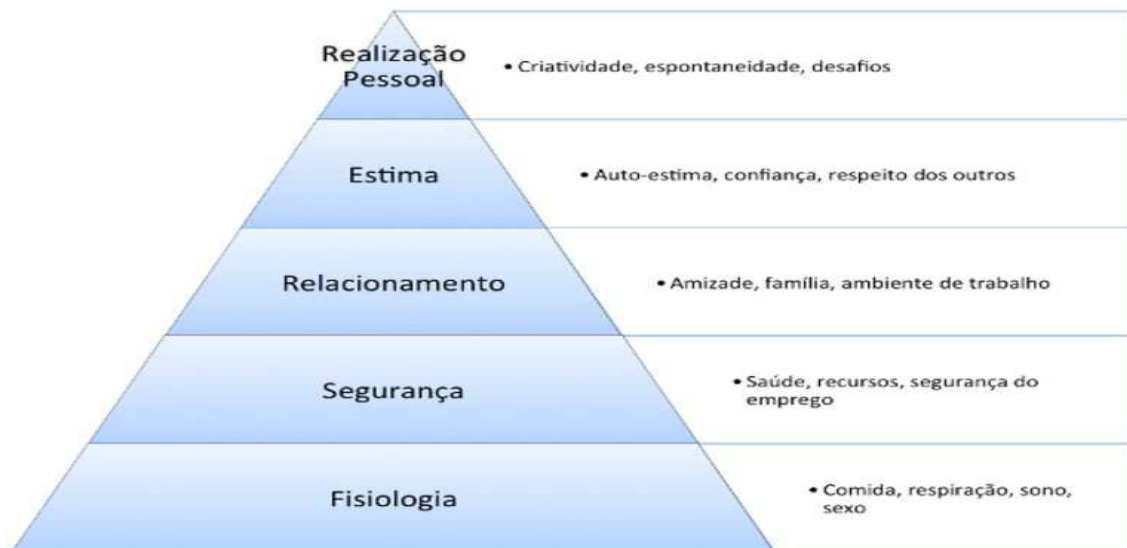 Realização
Pessoal
• Criatividade, espontaneidade, desafios
Estima
• Auto-estima, confiança, respeito dos outros
Relacionamento
• Amizade, família, ambiente de trabalho
Segurança
• Saúde, recursos, segurança do
emprego
Fisiologia
• Comida, respiração, sono,
sexo